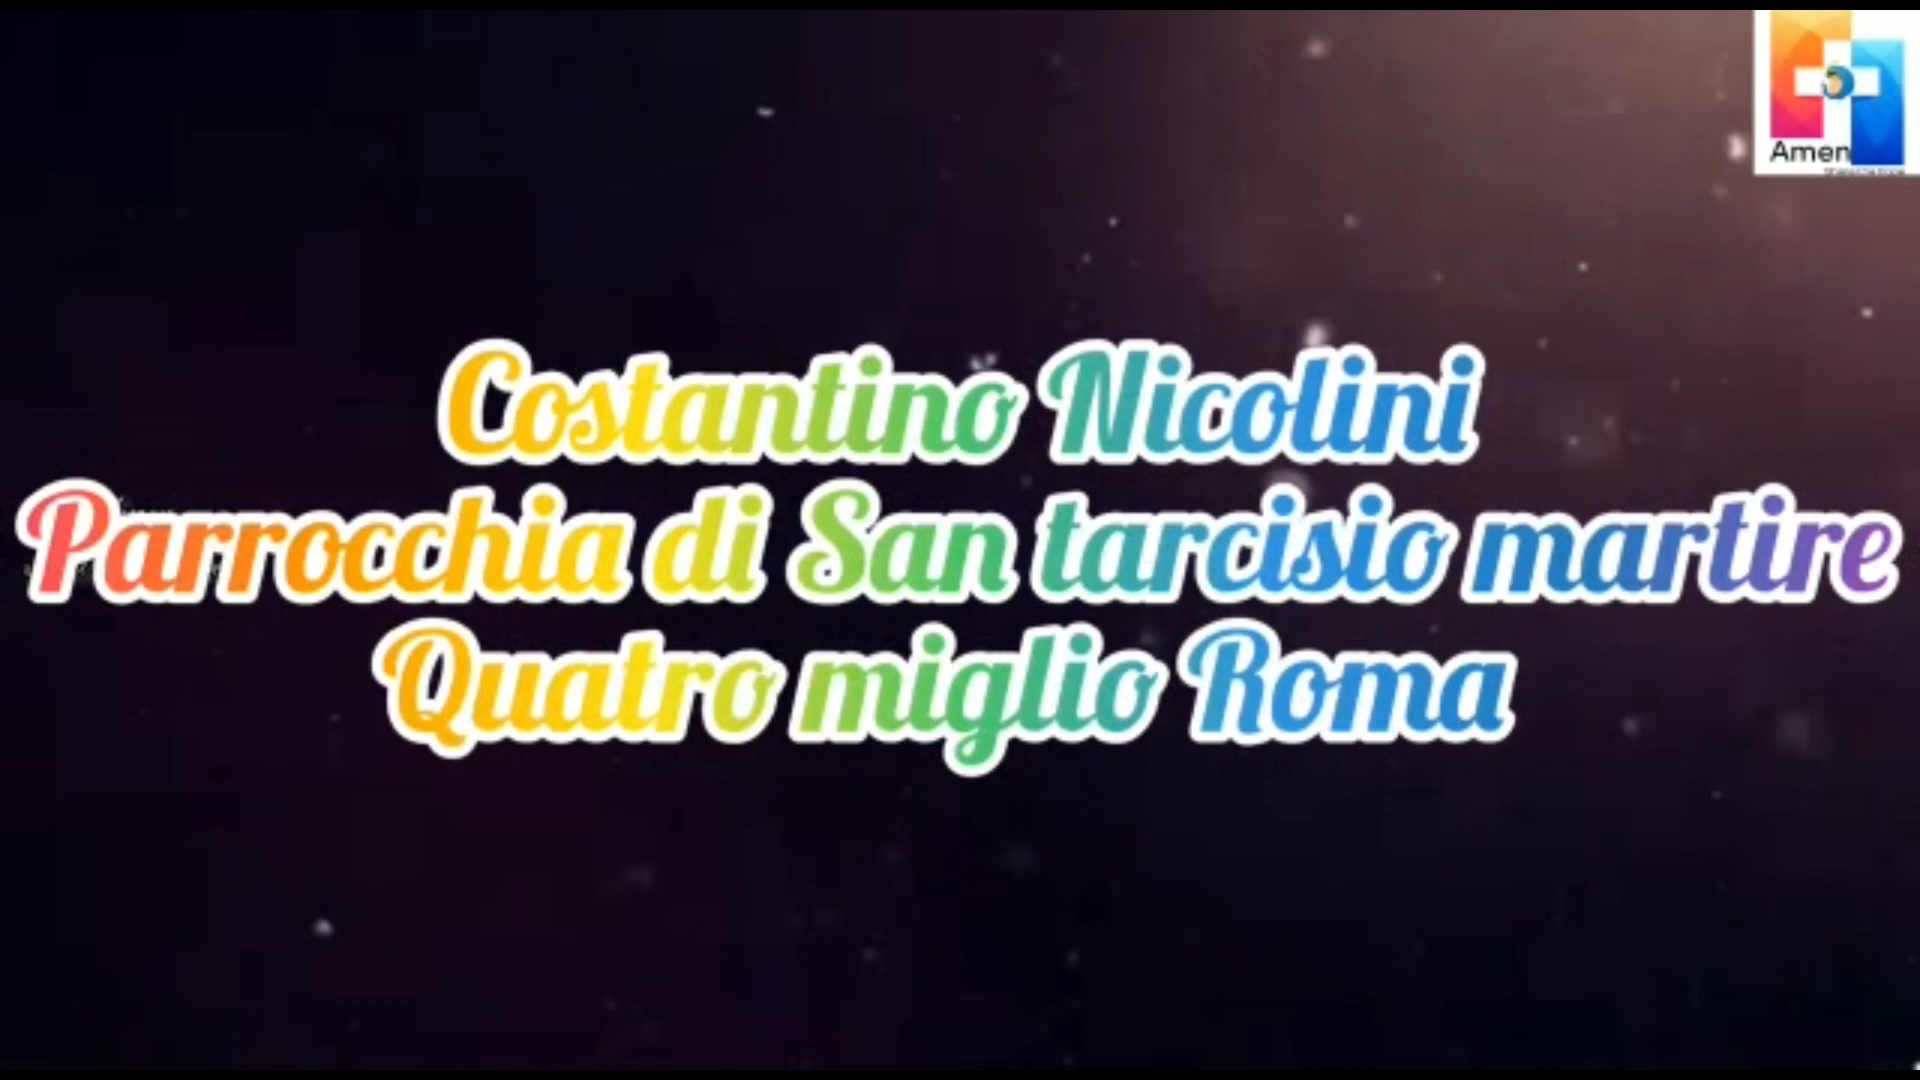 Amen
Costantino Nicolini
Parrocchia di San tarcisio martire
Quatro miglio Roma